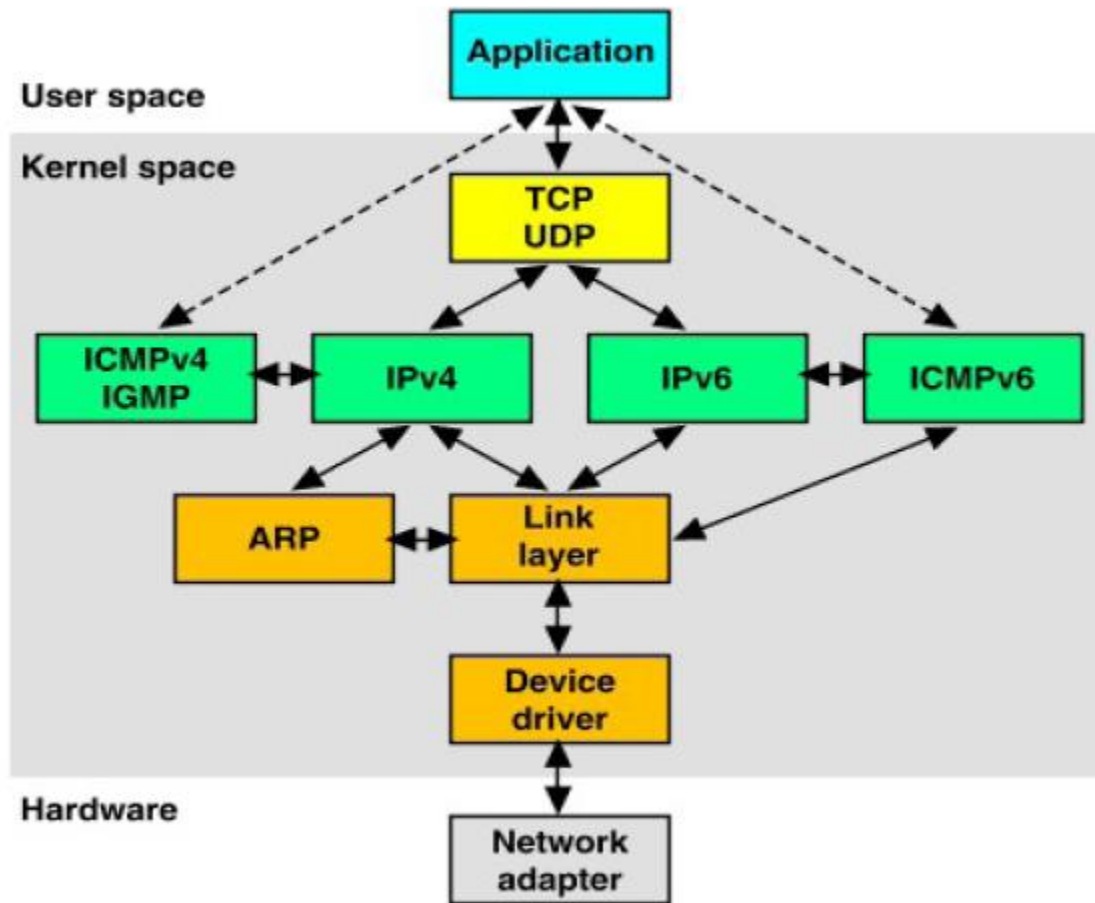 Application
User space
Kernel space
TCP
UDP
ICMPv4
IGMP
IPv4
IPv6
ICMPv6
ARP
Link
layer
Device
driver
Hardware
Network
adapter